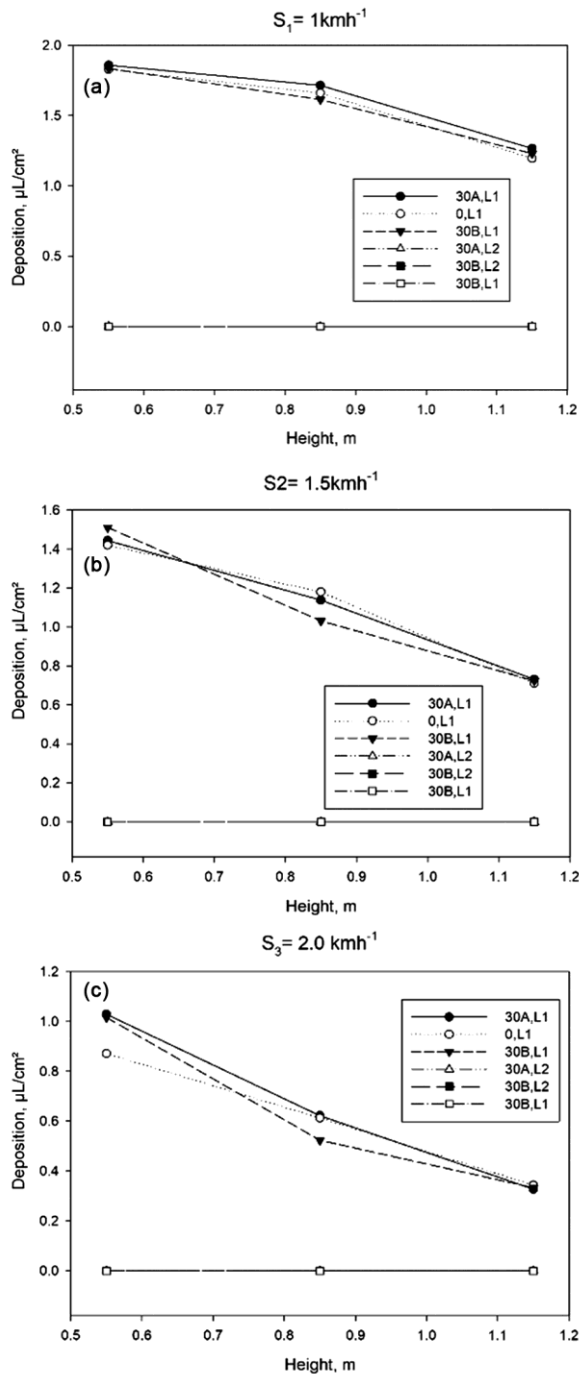 S₁= 1kmh⁻¹
(a)
Deposition, µL/cm²
2.0
1.5
1.0
0.5
0.0
30A,L1
0,L1
30B,L1
30A,L2
30B,L2
30B,L1
0.5 0.6 0.7 0.8 0.9 1.0 1.1 1.2
Height, m
S2= 1.5kmh⁻¹
(b)
Deposition, µL/cm²
1.6
1.4
1.2
1.0
0.8
0.6
0.4
0.2
0.0
30A,L1
0,L1
30B,L1
30A,L2
30B,L2
30B,L1
0.5 0.6 0.7 0.8 0.9 1.0 1.1 1.2
Height, m
S₃= 2.0 kmh⁻¹
(c)
Deposition, µL/cm²
1.2
1.0
0.8
0.6
0.4
0.2
0.0
30A,L1
0,L1
30B,L1
30A,L2
30B,L2
30B,L1
0.5 0.6 0.7 0.8 0.9 1.0 1.1 1.2
Height, m